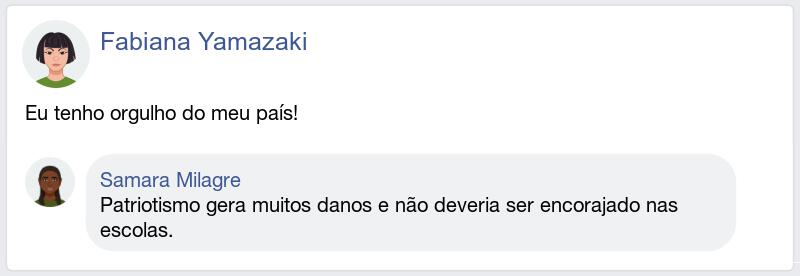 Fabiana Yamazaki
Eu tenho orgulho do meu país!
Samara Milagre
Patriotismo gera muitos danos e não deveria ser encorajado nas
escolas.